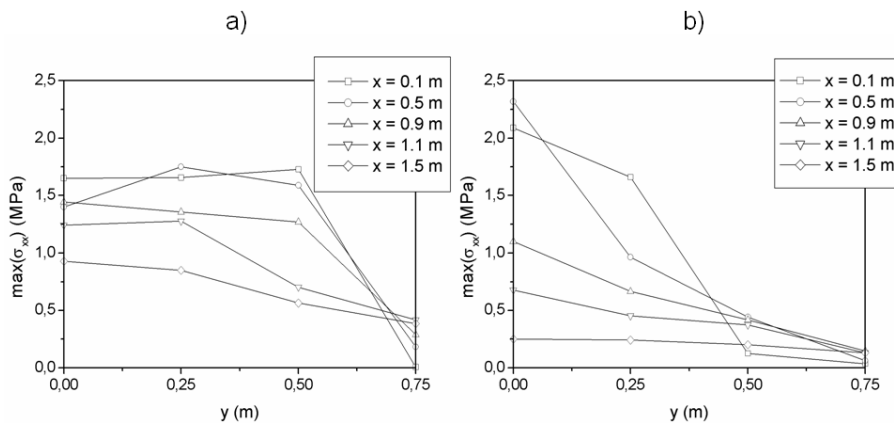 a)
x = 0.1 m
x = 0.5 m
x = 0.9 m
x = 1.1 m
x = 1.5 m
2,5
2,0
1,5
1,0
0,5
0,0
max(σxx) (MPa)
0,00 0,25 0,50 0,75
y (m)
b)
x = 0.1 m
x = 0.5 m
x = 0.9 m
x = 1.1 m
x = 1.5 m
2,5
2,0
1,5
1,0
0,5
0,0
max(σxx) (MPa)
0,00 0,25 0,50 0,75
y (m)